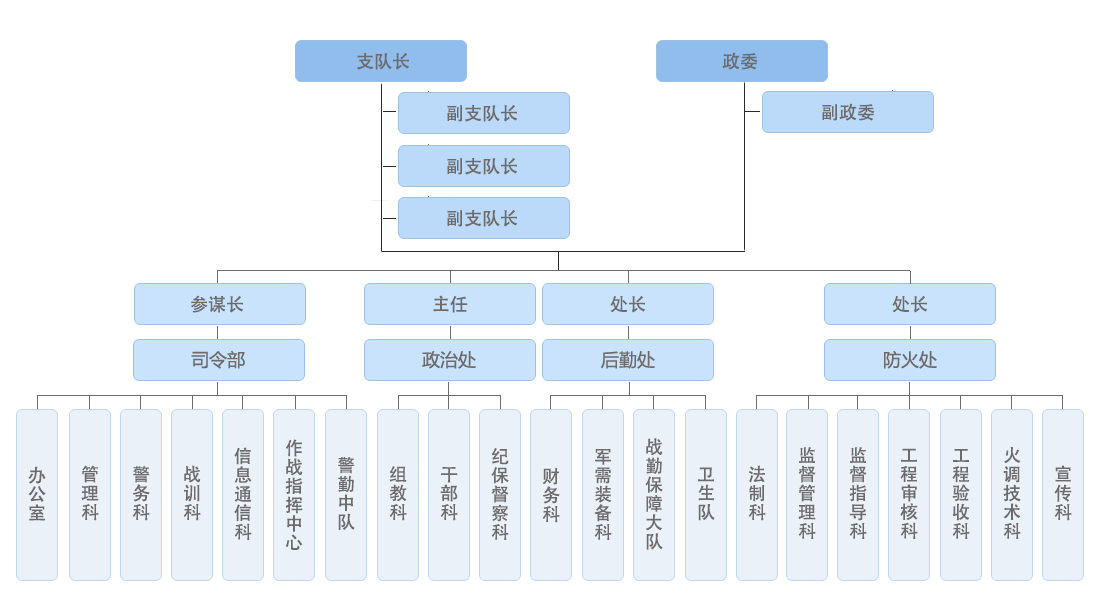 支队长
政委
副支队长
副政委
副支队长
副支队长
参谋长
主任
处长
处长
司令部
政治处
后勤处
防火处
办公室
管理科
警务科
战训科
信息通信科
作战指挥中心
警勤中队
组教科
干部科
纪保督察科
财务科
军需装备科
战勤保障大队
卫生队
法制科
监督管理科
监督指导科
工程审核科
工程验收科
火调技术科
宣传科